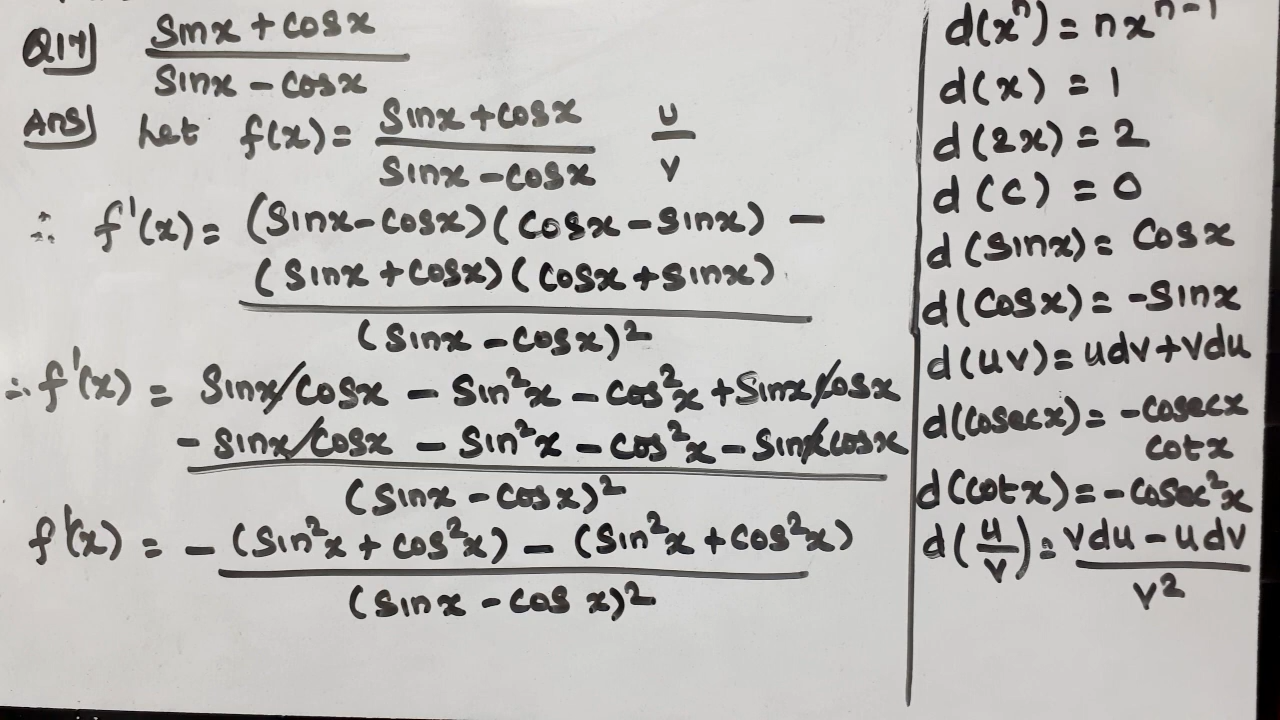 Q17] sinx + cosx
sinx - cosx
Ans] Let f(x) = sinx + cosx u
sinx - cosx v
∴ f'(x) = (sinx - cosx)(cosx - sinx) -
(sinx + cosx)(cosx + sinx)
(sinx - cosx)²
∴ f'(x) = sinx cosx - sin²x - cos²x + sinx cosx
- sinx cosx - sin²x - cos²x - sinx cosx
(sinx - cosx)²
f'(x) = - (sin²x + cos²x) - (sin²x + cos²x)
(sinx - cos x)²
d(xⁿ) = nxⁿ⁻¹
d(x) = 1
d(2x) = 2
d(c) = 0
d(sinx) = cosx
d(cosx) = -sinx
d(uv) = udv + vdu
d(cosecx) = -cosecx
cotx
d(cotx) = -cosec²x
d(u/v) = vdu - udv
v²